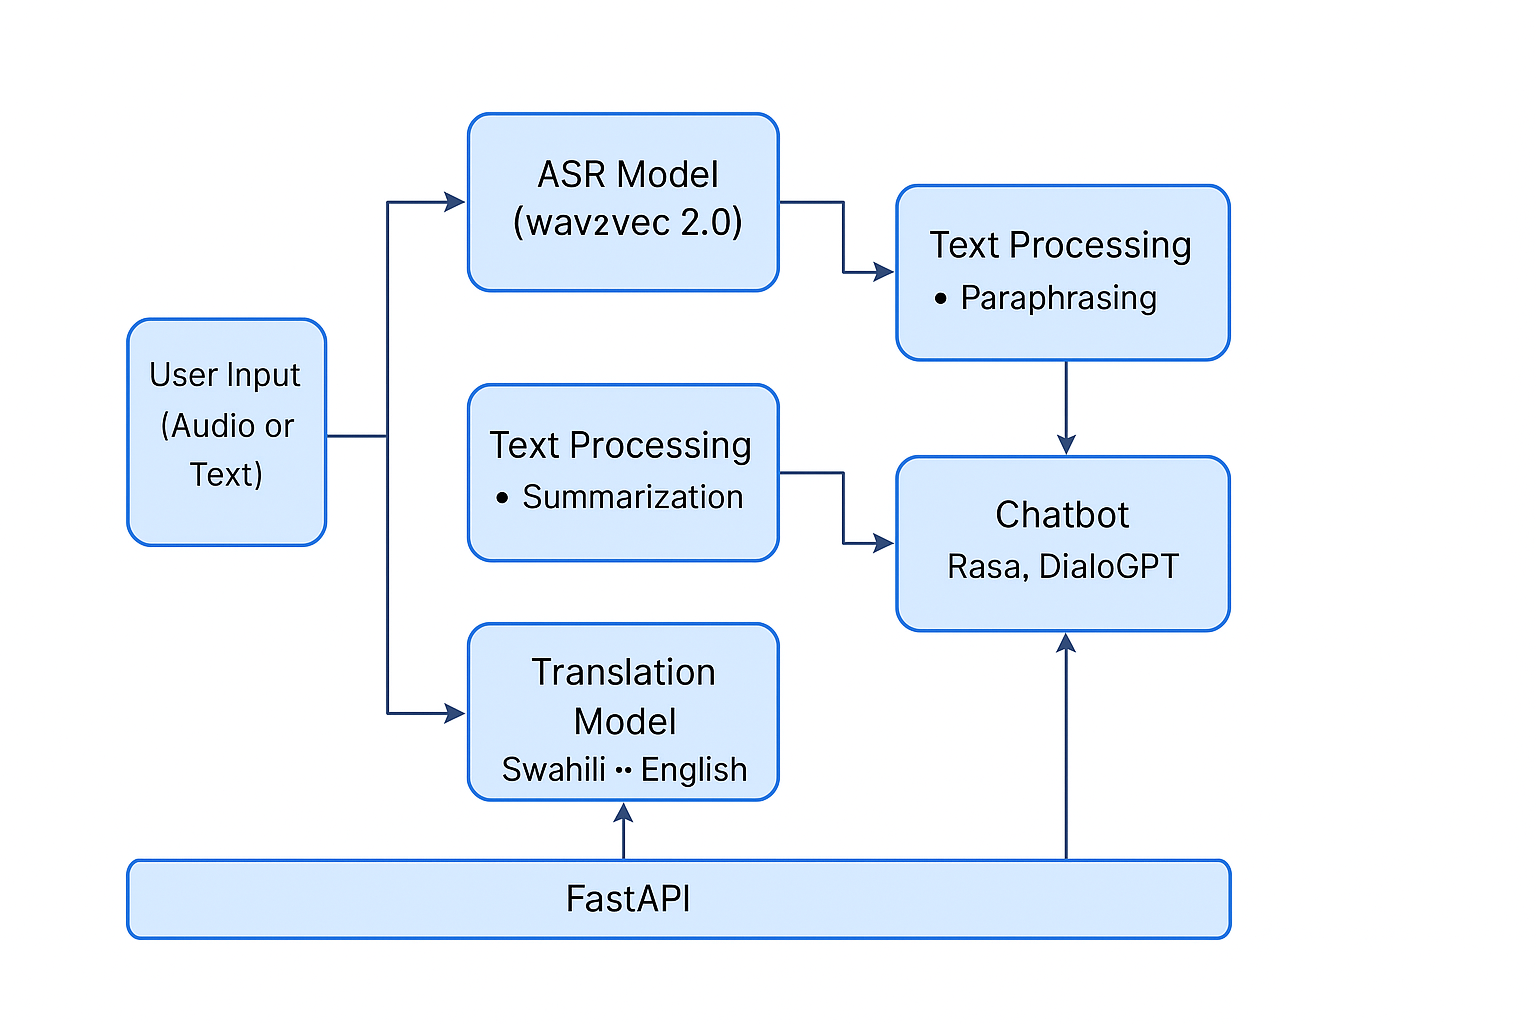 ASR Model
(wav2vec 2.0)
Text Processing
• Paraphrasing
User Input
(Audio or
Text)
Text Processing
• Summarization
Chatbot
Rasa, DialoGPT
Translation
Model
Swahili •• English
FastAPI